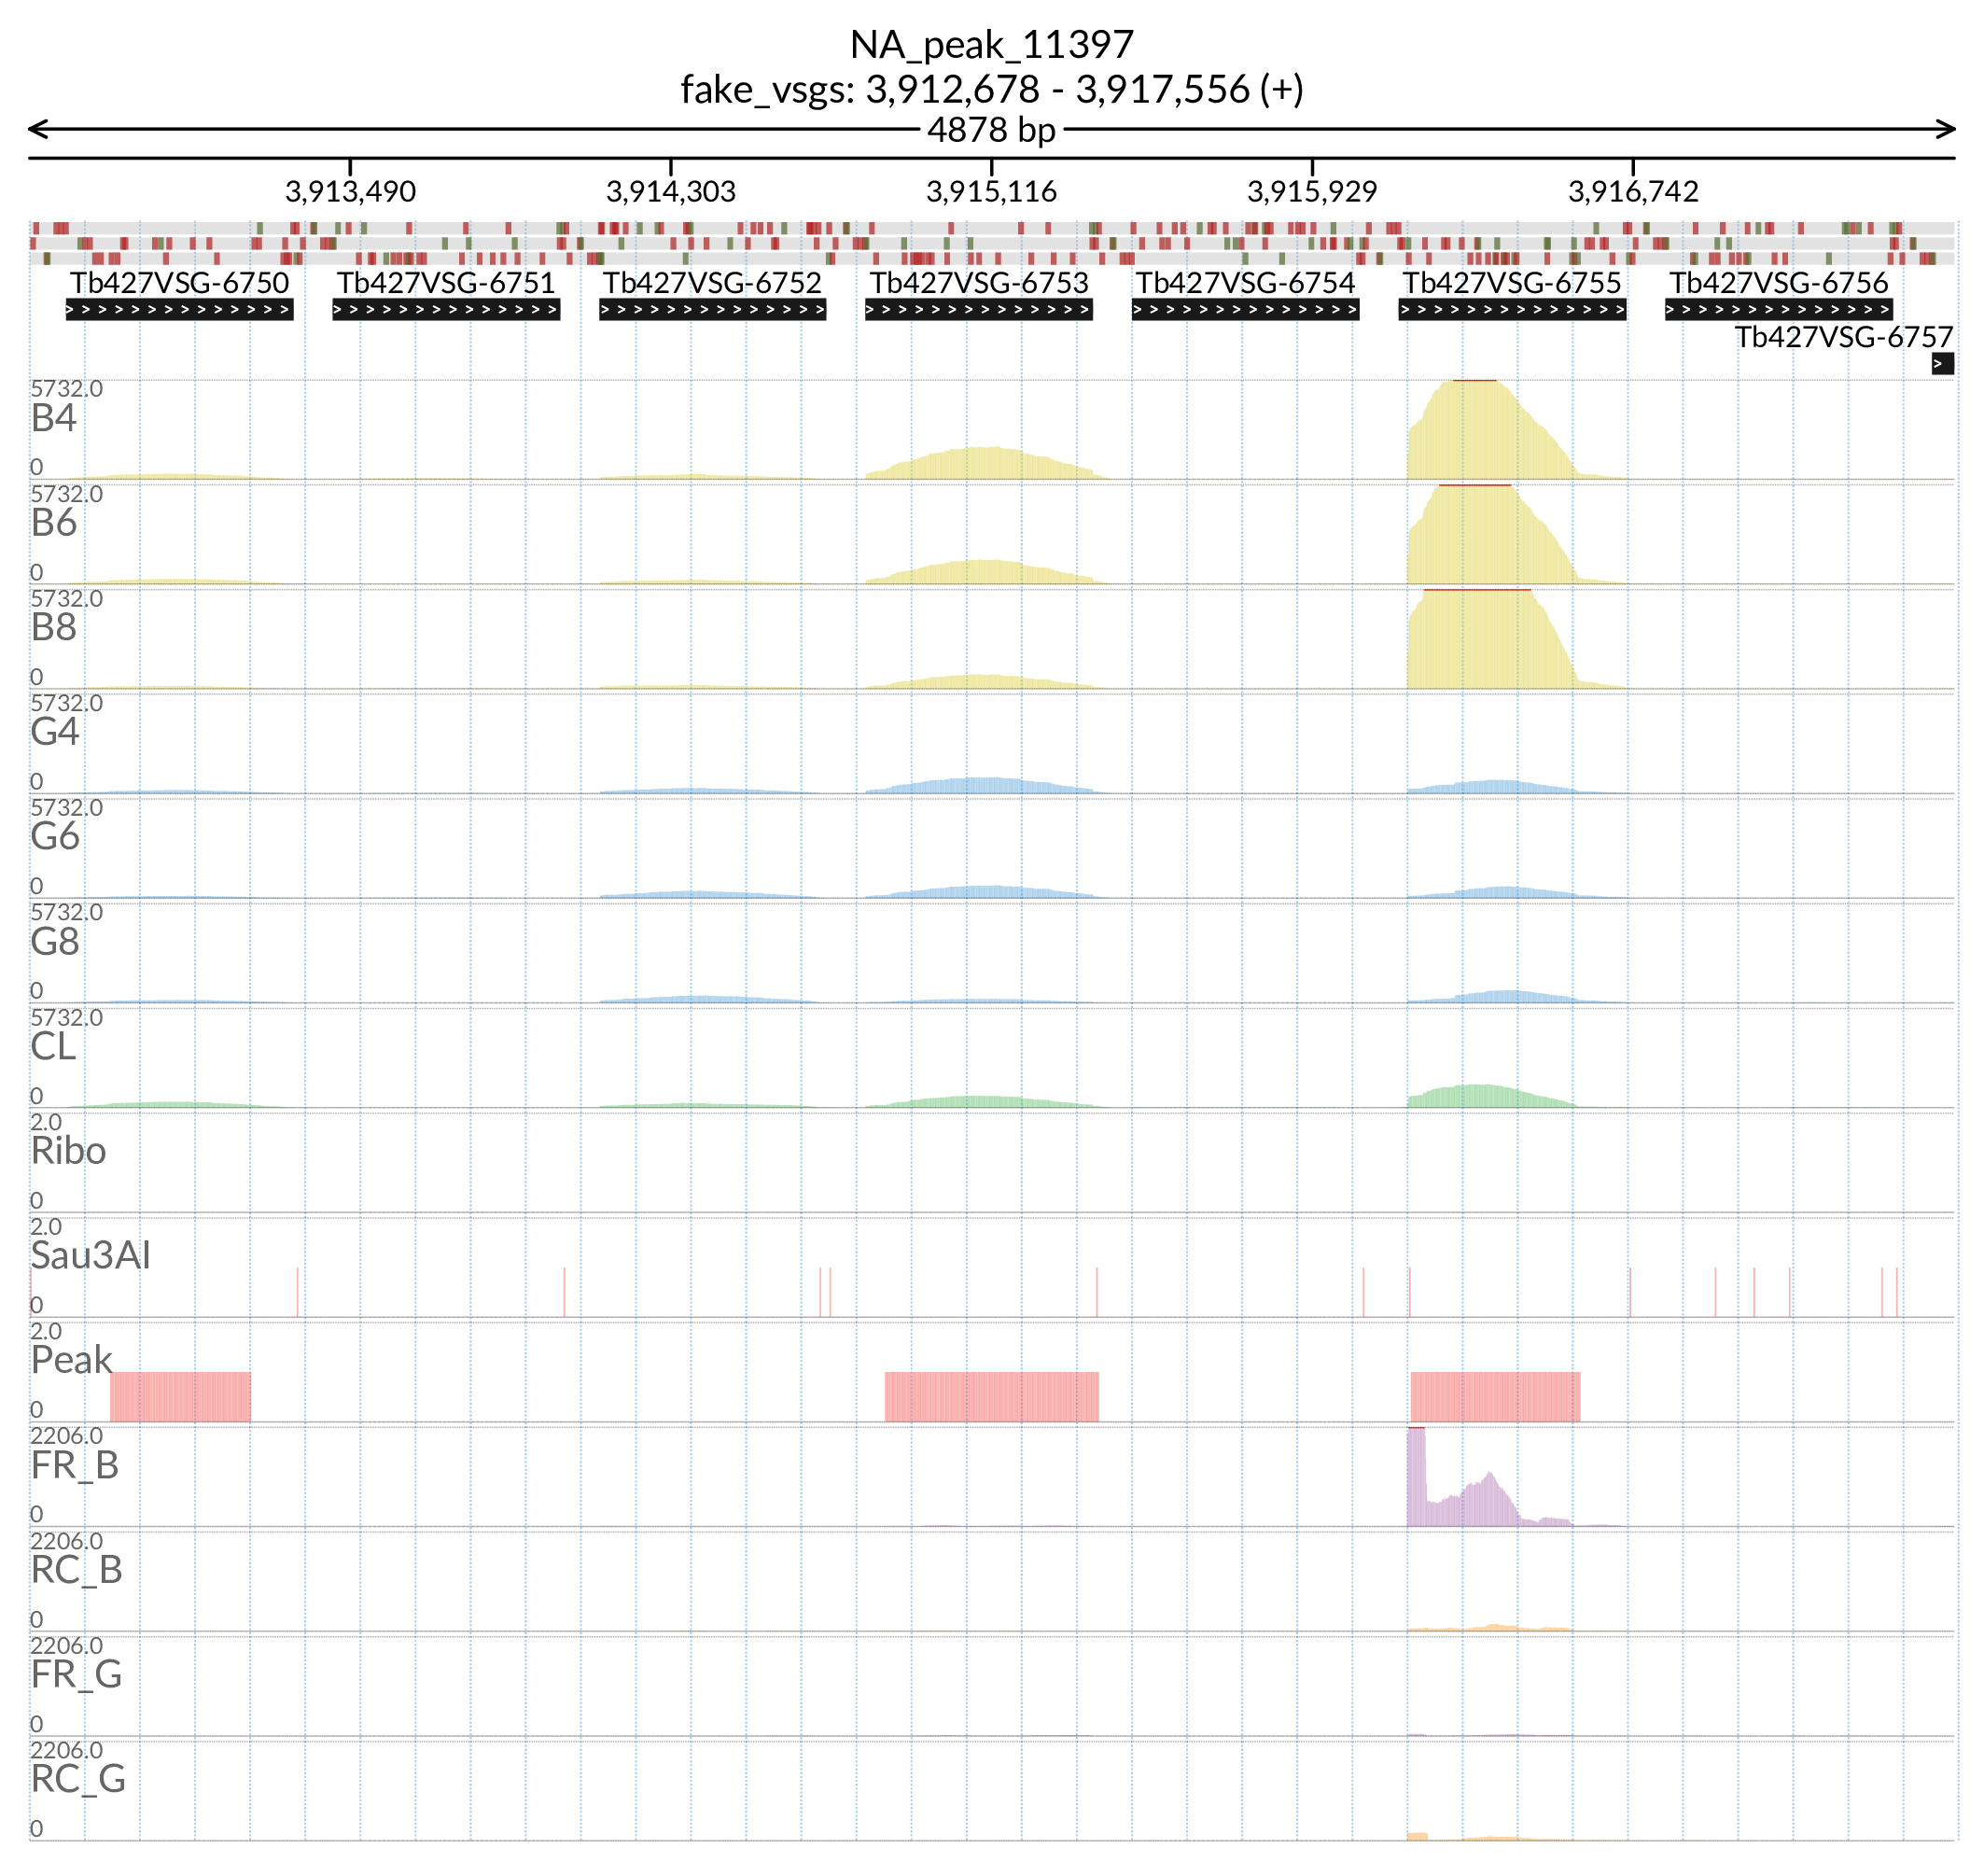 NA_peak_11397
fake_vsgs: 3,912,678 - 3,917,556 (+)
4878 bp
3,913,490 3,914,303 3,915,116 3,915,929 3,916,742
Tb427VSG-6750 Tb427VSG-6751 Tb427VSG-6752 Tb427VSG-6753 Tb427VSG-6754 Tb427VSG-6755 Tb427VSG-6756
Tb427VSG-6757
5732.0
B4
0
5732.0
B6
0
5732.0
B8
0
5732.0
G4
0
5732.0
G6
0
5732.0
G8
0
5732.0
CL
0
2.0
Ribo
0
2.0
Sau3AI
0
2.0
Peak
0
2206.0
FR_B
0
2206.0
RC_B
0
2206.0
FR_G
0
2206.0
RC_G
0